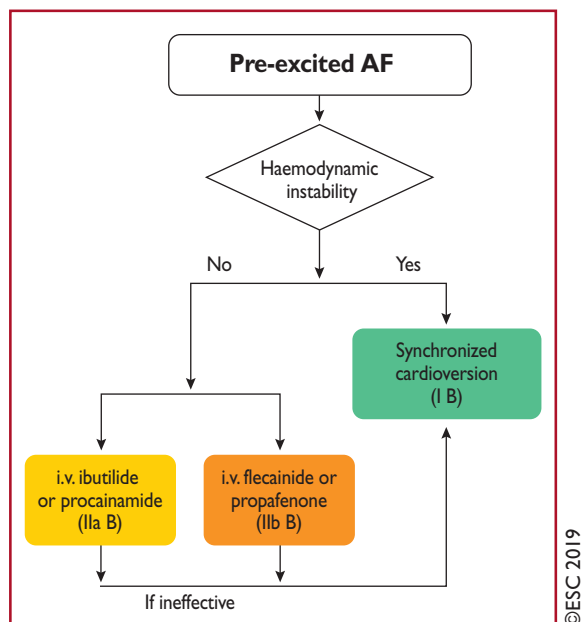 Pre-excited AF
Haemodynamic
instability
No
Yes
Synchronized
cardioversion
(I B)
i.v. ibutilide
or procainamide
(IIa B)
i.v. flecainide or
propafenone
(IIb B)
If ineffective
©ESC 2019